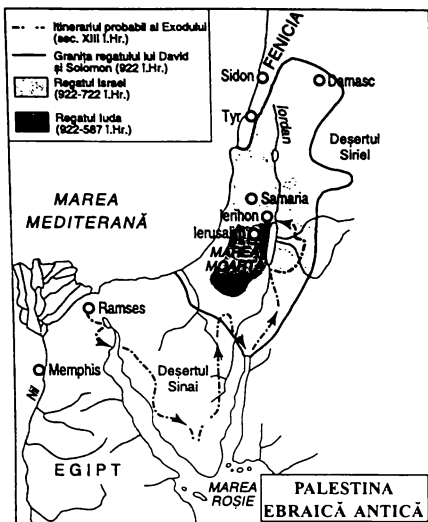 Itinerariul probabil al Exodului
(sec. XIII î.Hr.)
Granița regatului lui David
și Solomon (922 î.Hr.)
Regatul Israel
(922-722 î.Hr.)
Regatul Iuda
(922-587 î.Hr.)
FENICIA
Sidon
Damasc
Tyr
Iordan
Deșertul
Siriei
MAREA
MEDITERANĂ
Samaria
Ierihon
Ierusalim
MAREA
MOARTĂ
Ramses
Memphis
Nil
Deșertul
Sinai
EGIPT
MAREA
ROȘIE
PALESTINA
EBRAICĂ ANTICĂ